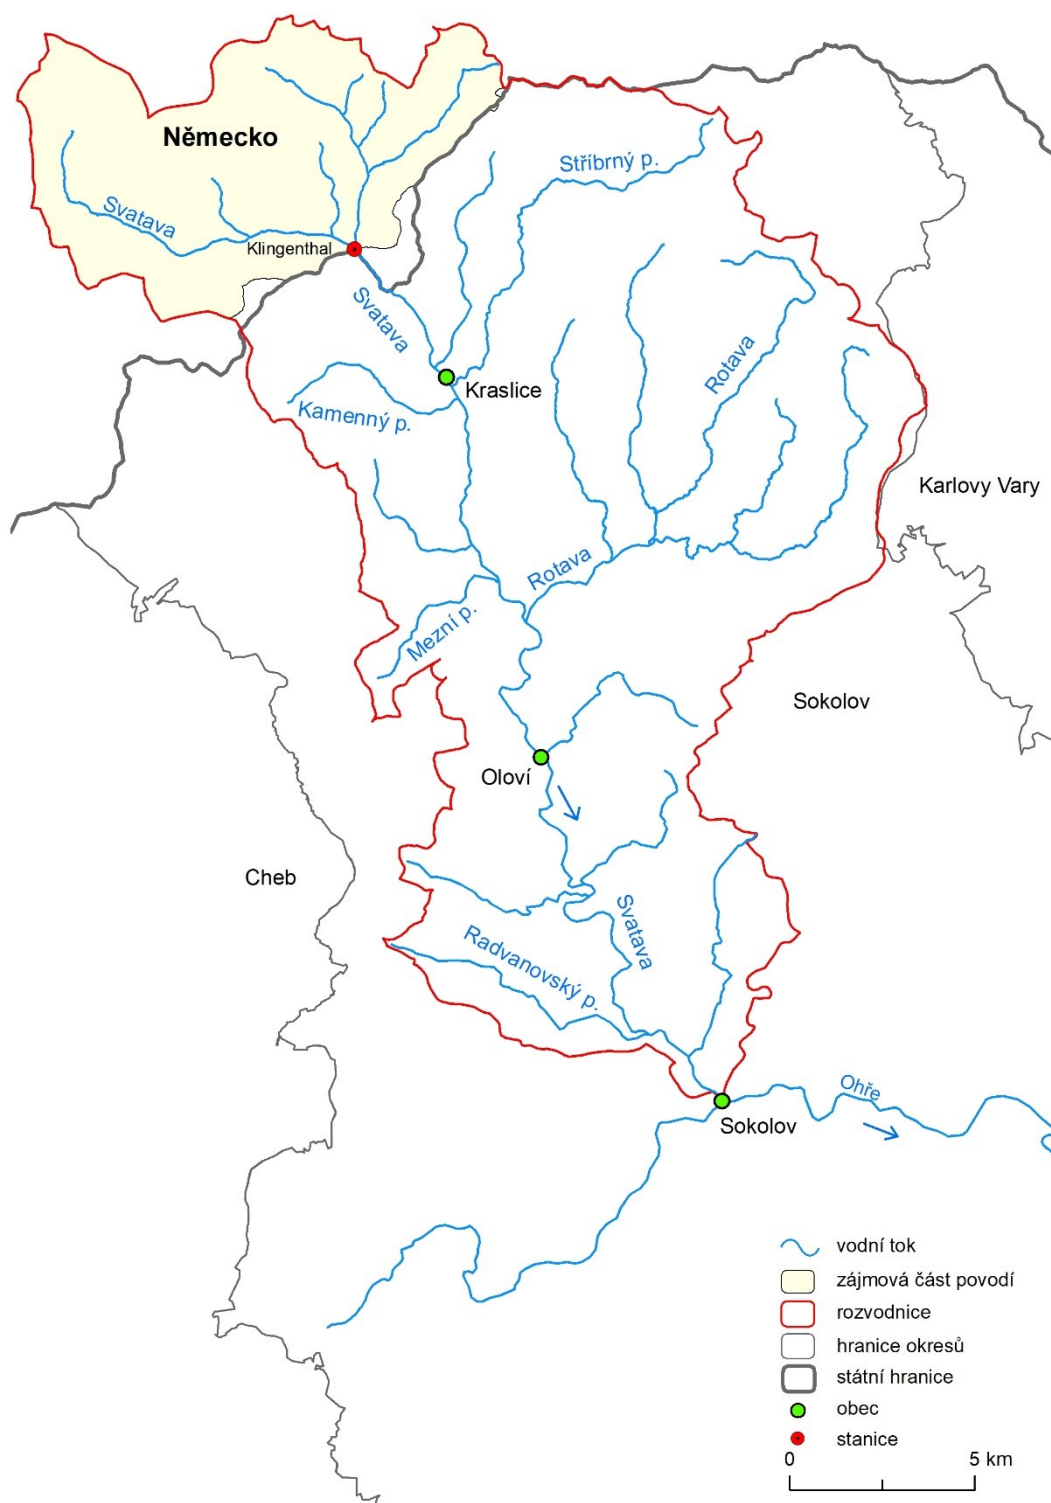 Německo
Stříbrný p.
Svatava
Klingenthal
Svatava
Rotava
Kraslice
Kamenný p.
Karlovy Vary
Rotava
Mezní p.
Sokolov
Oloví
Cheb
Svatava
Radvanovský p.
Ohře
Sokolov
vodní tok
zájmová část povodí
rozvodnice
hranice okresů
státní hranice
obec
stanice
0 5 km